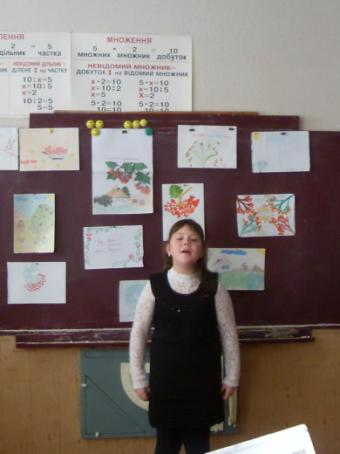 ЛЕННЯ
• 2 = 5
дільник частка
НЕВІДОМИЙ ДІЛЬНИК–
ДІЛЕНЕ : на ЧАСТКУ
10:x=5
x=10:5
x=2
10:2=5
5=5
МНОЖЕННЯ
5 • 2 = 10
множник множник добуток
НЕВІДОМИЙ МНОЖНИК–
ДОБУТОК : на ВІДОМИЙ МНОЖНИК
x•2=10
x=10:2
x=5
5•2=10
10=10
5•x=10
x=10:5
X=2
5•2=10
10=10